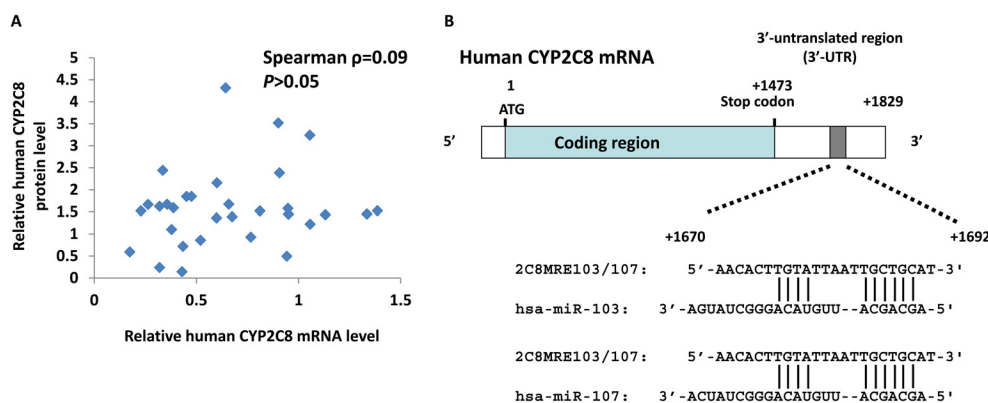 A
Spearman ρ=0.09
P>0.05
Relative human CYP2C8
protein level
5
4.5
4
3.5
3
2.5
2
1.5
1
0.5
0
0
0.5
1
1.5
Relative human CYP2C8 mRNA level
B
3’-untranslated region
(3’-UTR)
Human CYP2C8 mRNA
1
+1473
+1829
ATG
Stop codon
5’
Coding region
3’
+1670
+1692
2C8MRE103/107: 5’-AACACTTGTATTAATTGCTGCAT-3'
hsa-miR-103: 3’-AGUAUCGGGACAUGUU--ACGACGA-5'
2C8MRE103/107: 5’-AACACTTGTATTAATTGCTGCAT-3'
hsa-miR-107: 3’-ACUAUCGGGACAUGUU--ACGACGA-5'